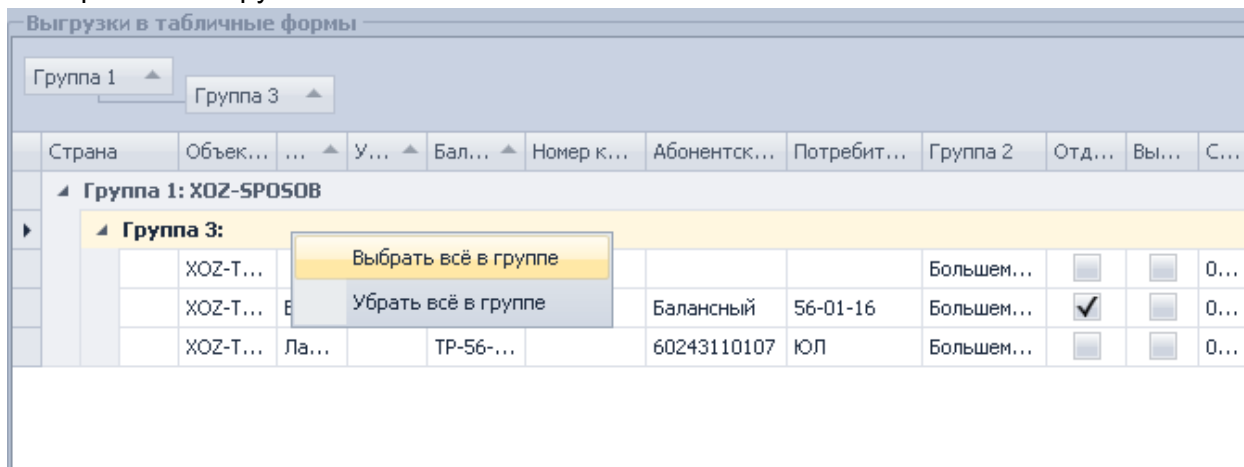 Выгрузки в табличные формы
Группа 1
Группа 3
Страна Объек... ... У... Бал... Номер к... Абонентск... Потребит... Группа 2 Отд... Вы... С...
Группа 1: XOZ-SPOSOB
Группа 3:
Выбрать всё в группе
XOZ-T... Большем... 0...
Убрать всё в группе
XOZ-T... Балансный 56-01-16 Большем... 0...
XOZ-T... Ла... ТР-56-... 60243110107 ЮЛ Большем... 0...